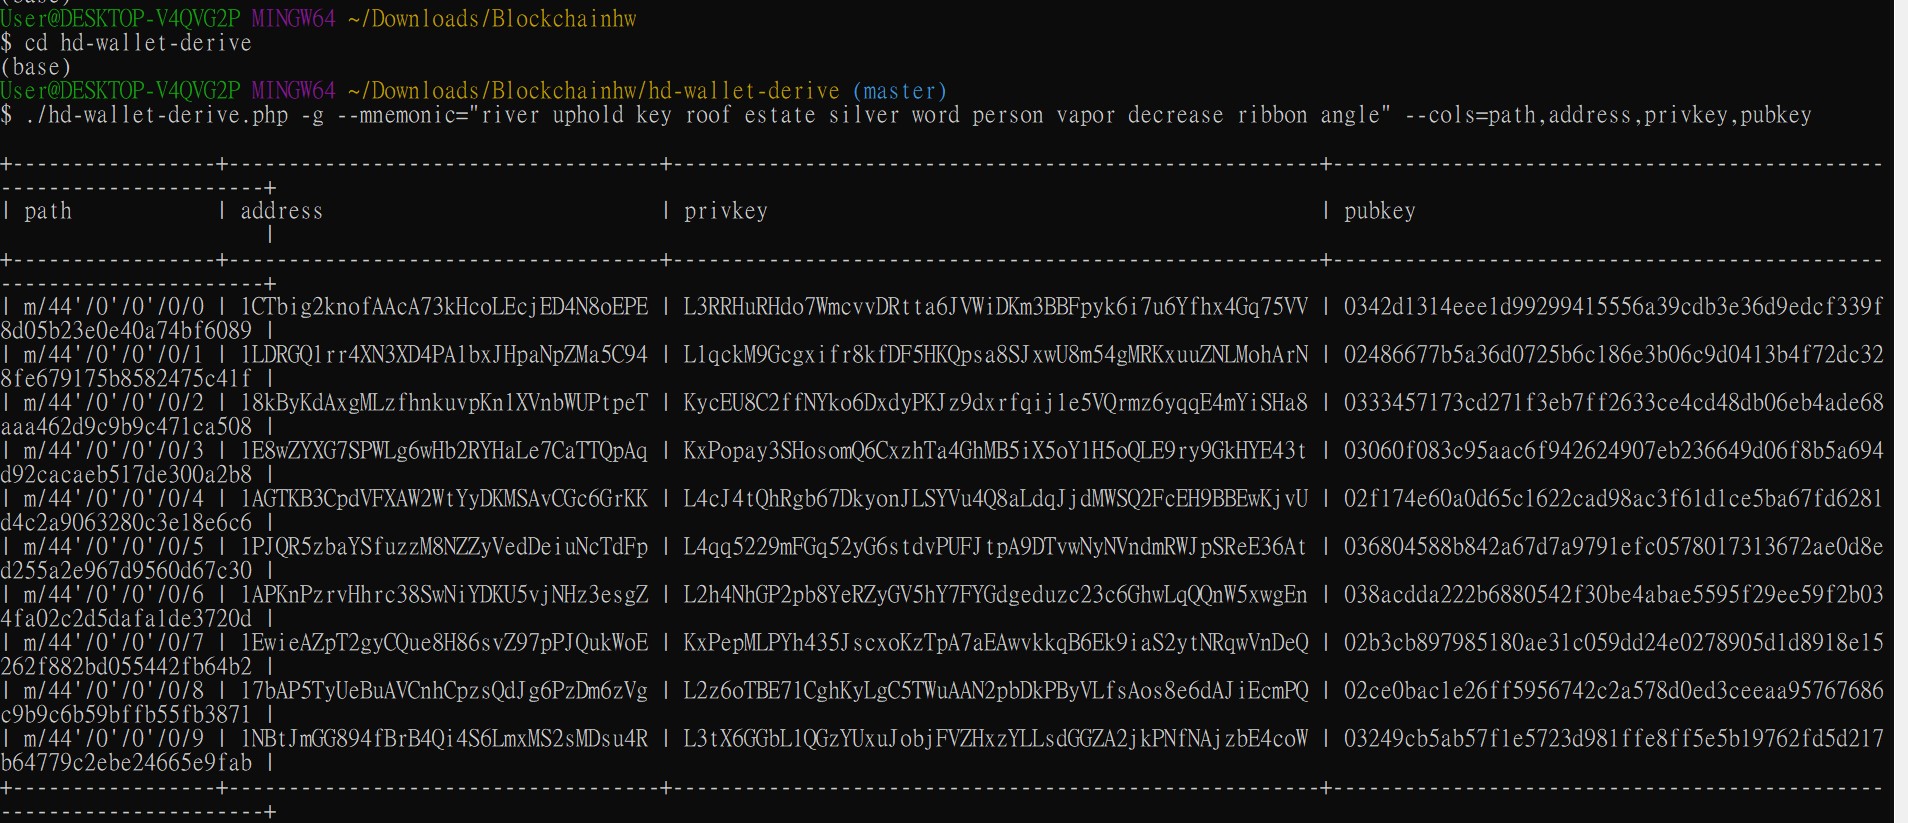 (base)
User@DESKTOP-V4QVG2P MINGW64 ~/Downloads/Blockchainhw
$ cd hd-wallet-derive
(base)
User@DESKTOP-V4QVG2P MINGW64 ~/Downloads/Blockchainhw/hd-wallet-derive (master)
$ ./hd-wallet-derive.php -g --mnemonic="river uphold key roof estate silver word person vapor decrease ribbon angle" --cols=path,address,privkey,pubkey
+-----------------+------------------------------------+------------------------------------------------------+----------------------------------------------
----------------------+
| path            | address                            | privkey                                              | pubkey
                      |
+-----------------+------------------------------------+------------------------------------------------------+----------------------------------------------
----------------------+
| m/44'/0'/0'/0/0 | 1CTbig2knofAAcA73kHcoLEcjED4N8oEPE | L3RRHuRHdo7WmcvvDRtta6JVWiDKm3BBFpyk6i7u6Yfhx4Gq75VV | 0342d1314eee1d99299415556a39cdb3e36d9edcf339f
8d05b23e0e40a74bf6089 |
| m/44'/0'/0'/0/1 | 1LDRGQ1rr4XN3XD4PA1bxJHpaNpZMa5C94 | L1qckM9Gcgxifr8kfDF5HKQpsa8SJxwU8m54gMRKxuuZNLMohArN | 02486677b5a36d0725b6c186e3b06c9d0413b4f72dc32
8fe679175b8582475c41f |
| m/44'/0'/0'/0/2 | 18kByKdAxgMLzfhnkuvpKn1XVnbWUPtpeT | KycEU8C2ffNYko6DxdyPKJz9dxrfqij1e5VQrmz6yqqE4mYiSHa8 | 0333457173cd271f3eb7ff2633ce4cd48db06eb4ade68
aaa462d9c9b9c471ca508 |
| m/44'/0'/0'/0/3 | 1E8wZYXG7SPWLg6wHb2RYHaLe7CaTTQpAq | KxPopay3SHosomQ6CxzhTa4GhMB5iX5oY1H5oQLE9ry9GkHYE43t | 03060f083c95aac6f942624907eb236649d06f8b5a694
d92cacaeb517de300a2b8 |
| m/44'/0'/0'/0/4 | 1AGTKB3CpdVFXAW2WtYyDKMSAvCGc6GrKK | L4cJ4tQhRgb67DkyonJLSYVu4Q8aLdqJjdMWSQ2FcEH9BBEwKjvU | 02f174e60a0d65c1622cad98ac3f61d1ce5ba67fd6281
d4c2a9063280c3e18e6c6 |
| m/44'/0'/0'/0/5 | 1PJQR5zbaYSfuzzM8NZZyVedDeiuNcTdFp | L4qq5229mFGq52yG6stdvPUFJtpA9DTvwNyNVndmRWJpSReE36At | 036804588b842a67d7a9791efc0578017313672ae0d8e
d255a2e967d9560d67c30 |
| m/44'/0'/0'/0/6 | 1APKnPzrvHhrc38SwNiYDKU5vjNHz3esgZ | L2h4NhGP2pb8YeRZyGV5hY7FYGdgeduzc23c6GhwLqQQnW5xwgEn | 038acdda222b6880542f30be4abae5595f29ee59f2b03
4fa02c2d5dafa1de3720d |
| m/44'/0'/0'/0/7 | 1EwieAZpT2gyCQue8H86svZ97pPJQukWoE | KxPepMLPYh435JscxoKzTpA7aEAwvkkqB6Ek9iaS2ytNRqwVnDeQ | 02b3cb897985180ae31c059dd24e0278905d1d8918e15
262f882bd055442fb64b2 |
| m/44'/0'/0'/0/8 | 17bAP5TyUeBuAVCnhCpzsQdJg6PzDm6zVg | L2z6oTBE71CghKyLgC5TWuAAN2pbDkPByVLfsAos8e6dAJiEcmPQ | 02ce0bac1e26ff5956742c2a578d0ed3ceeaa95767686
c9b9c6b59bffb55fb3871 |
| m/44'/0'/0'/0/9 | 1NBtJmGG894fBrB4Qi4S6LmxMS2sMDsu4R | L3tX6GGbL1QGzYUxuJobjFVZHxzYLLsdGGZA2jkPNfNAjzbE4coW | 03249cb5ab57f1e5723d981ffe8ff5e5b19762fd5d217
b64779c2ebe24665e9fab |
+-----------------+------------------------------------+------------------------------------------------------+----------------------------------------------
----------------------+